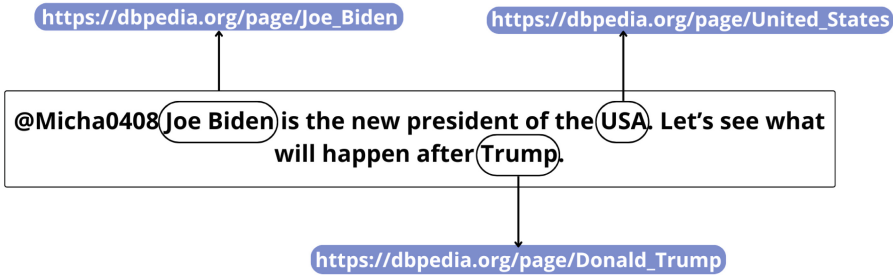 https://dbpedia.org/page/Joe_Biden
https://dbpedia.org/page/United_States
@Micha0408 Joe Biden is the new president of the USA. Let’s see what
will happen after Trump.
https://dbpedia.org/page/Donald_Trump